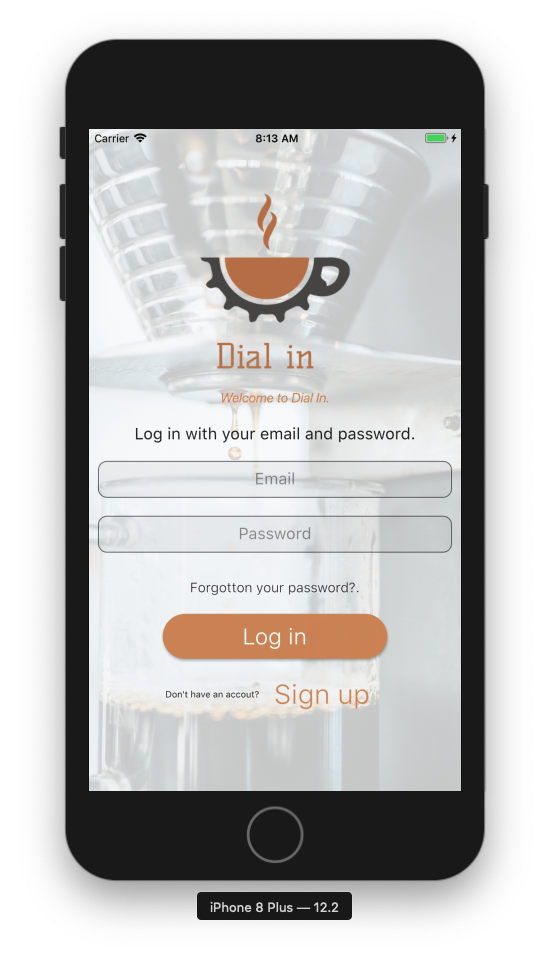 Carrier 8:13 AM
Dial in
Welcome to Dial In.
Log in with your email and password.
Email
Password
Forgotton your password?.
Log in
Don't have an accout? Sign up
iPhone 8 Plus — 12.2